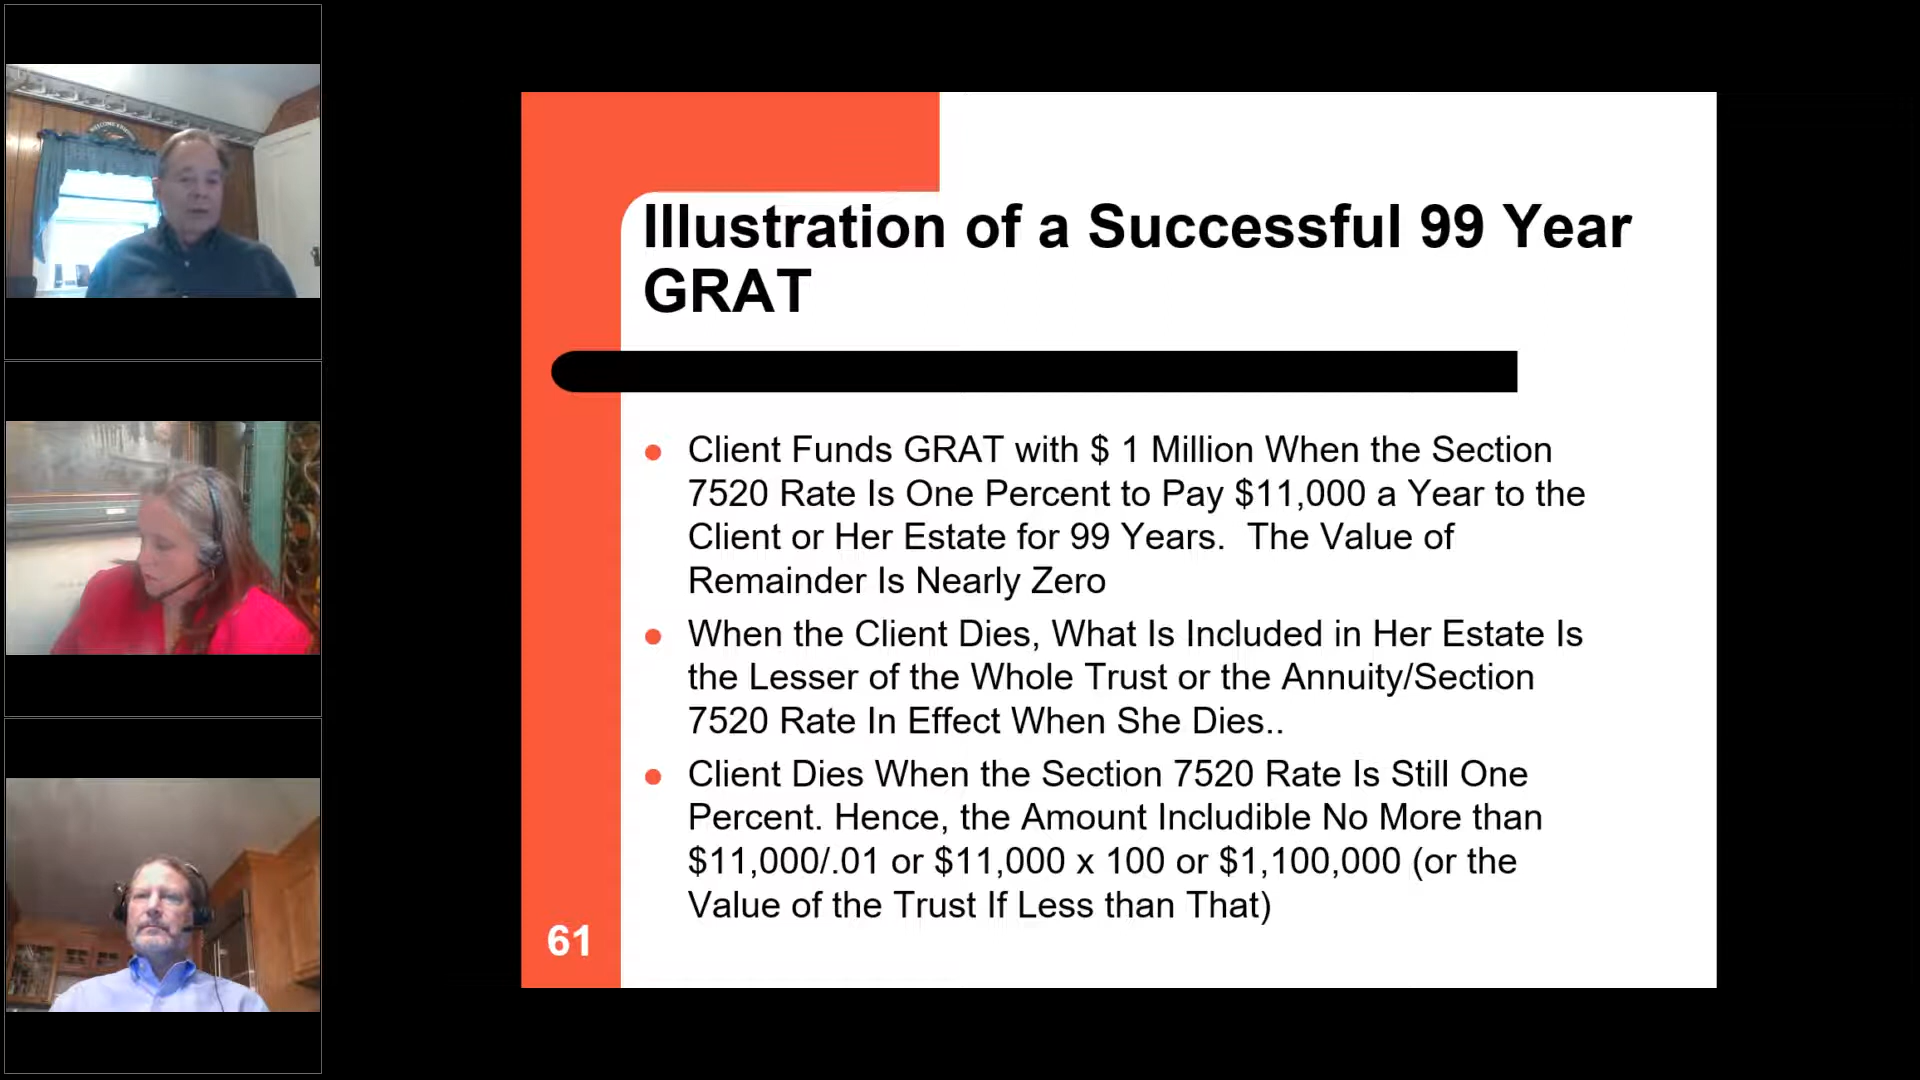 Illustration of a Successful 99 Year
GRAT
Client Funds GRAT with $ 1 Million When the Section
7520 Rate Is One Percent to Pay $11,000 a Year to the
Client or Her Estate for 99 Years.  The Value of
Remainder Is Nearly Zero
When the Client Dies, What Is Included in Her Estate Is
the Lesser of the Whole Trust or the Annuity/Section
7520 Rate In Effect When She Dies..
Client Dies When the Section 7520 Rate Is Still One
Percent. Hence, the Amount Includible No More than
$11,000/.01 or $11,000 x 100 or $1,100,000 (or the
Value of the Trust If Less than That)
61